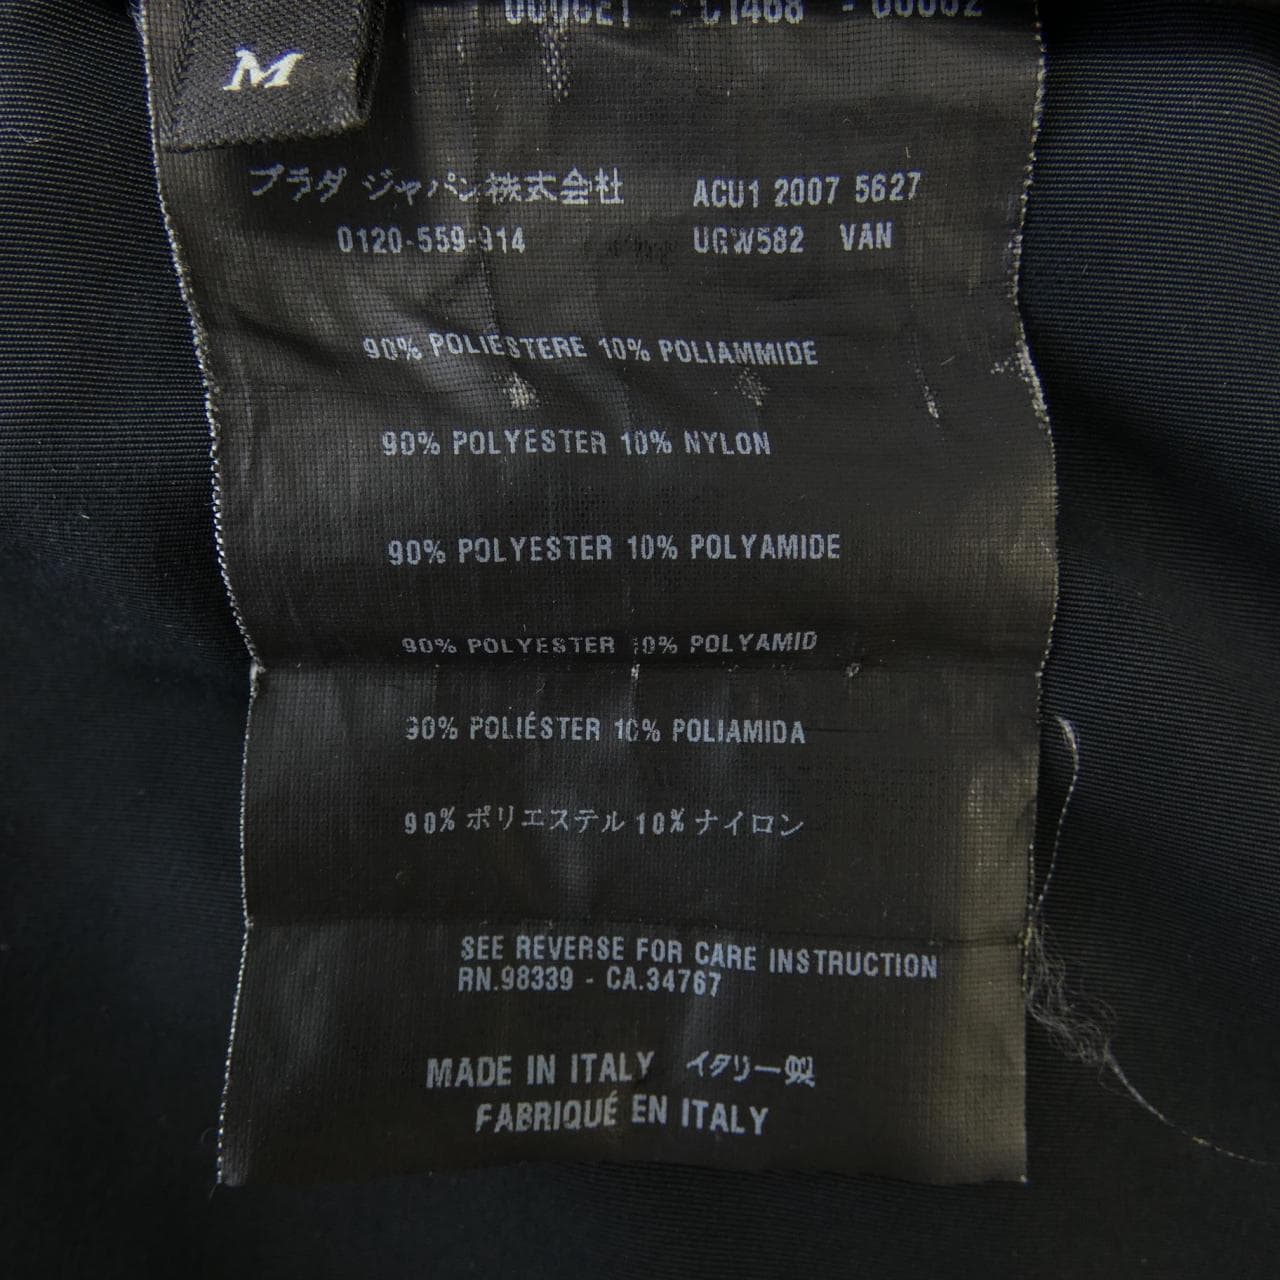 M
プラダ ジャパン株式会社 ACU1 2007 5627
0120-559-914 UGW582 VAN
90% POLIESTERE 10% POLIAMMIDE
90% POLYESTER 10% NYLON
90% POLYESTER 10% POLYAMIDE
90% POLYESTER 10% POLYAMID
90% POLIÉSTER 10% POLIAMIDA
90% ポリエステル 10% ナイロン
SEE REVERSE FOR CARE INSTRUCTION
RN.98339 - CA.34767
MADE IN ITALY イタリー製
FABRIQUÉ EN ITALY